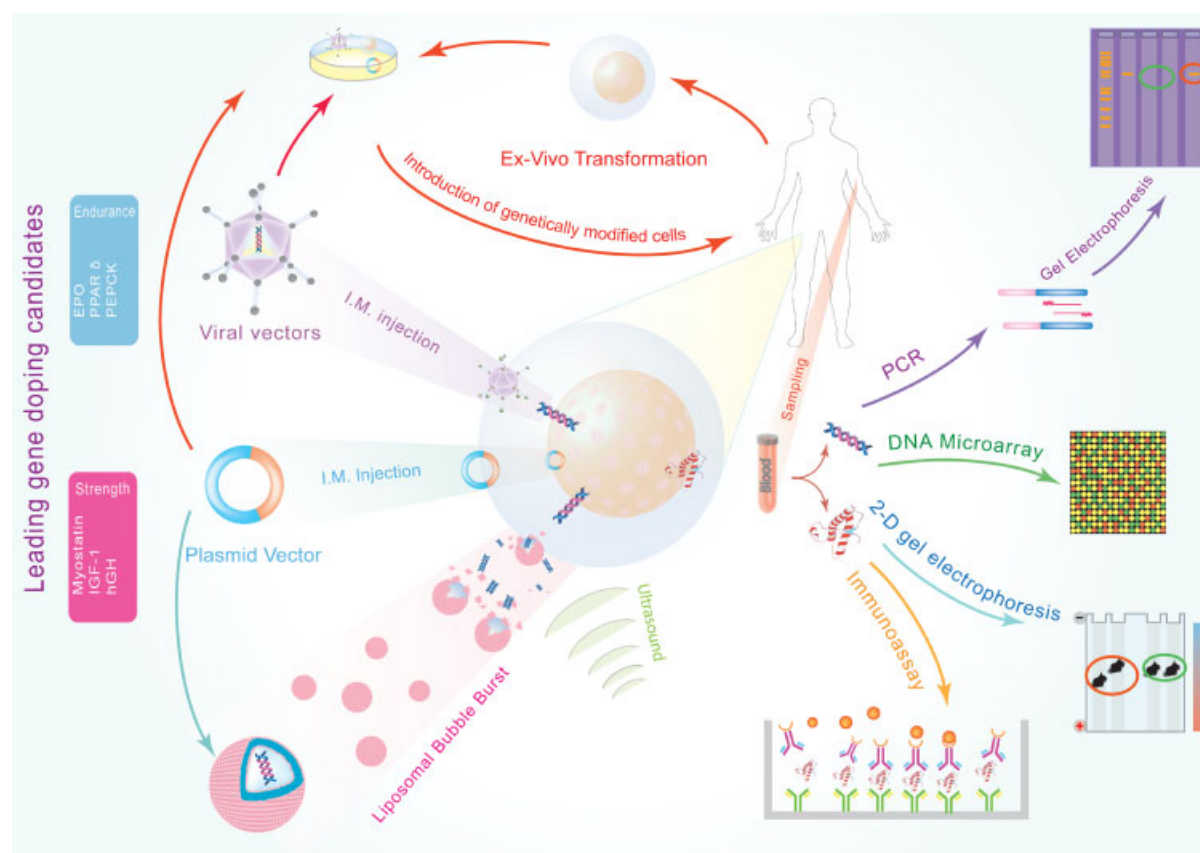 Leading gene doping candidates
Endurance
EPO
PPAR δ
PEPCK
Strength
Myostatin
IGF-1
hGH
Viral vectors
Plasmid Vector
Ex-Vivo Transformation
Introduction of genetically modified cells
I.M. injection
I.M. Injection
Liposomal Bubble Burst
Ultrasound
Sampling
Blood
PCR
Gel Electrophoresis
DNA Microarray
2-D gel electrophoresis
Immunoassay
−
+